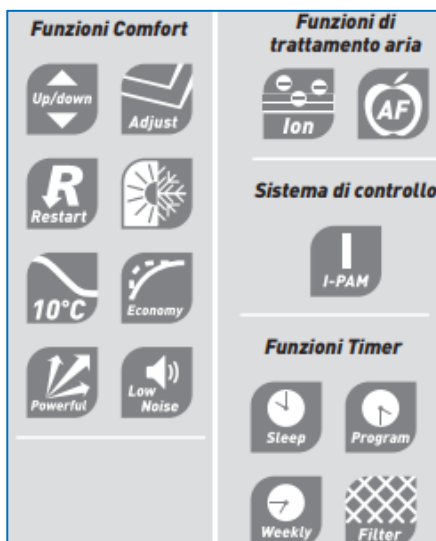 Funzioni Comfort
Up/down
Adjust
R
Restart
10°C
Economy
Powerful
Low
Noise
Funzioni di
trattamento aria
Ion
AF
Sistema di controllo
I-PAM
Funzioni Timer
Sleep
Program
Weekly
Filter